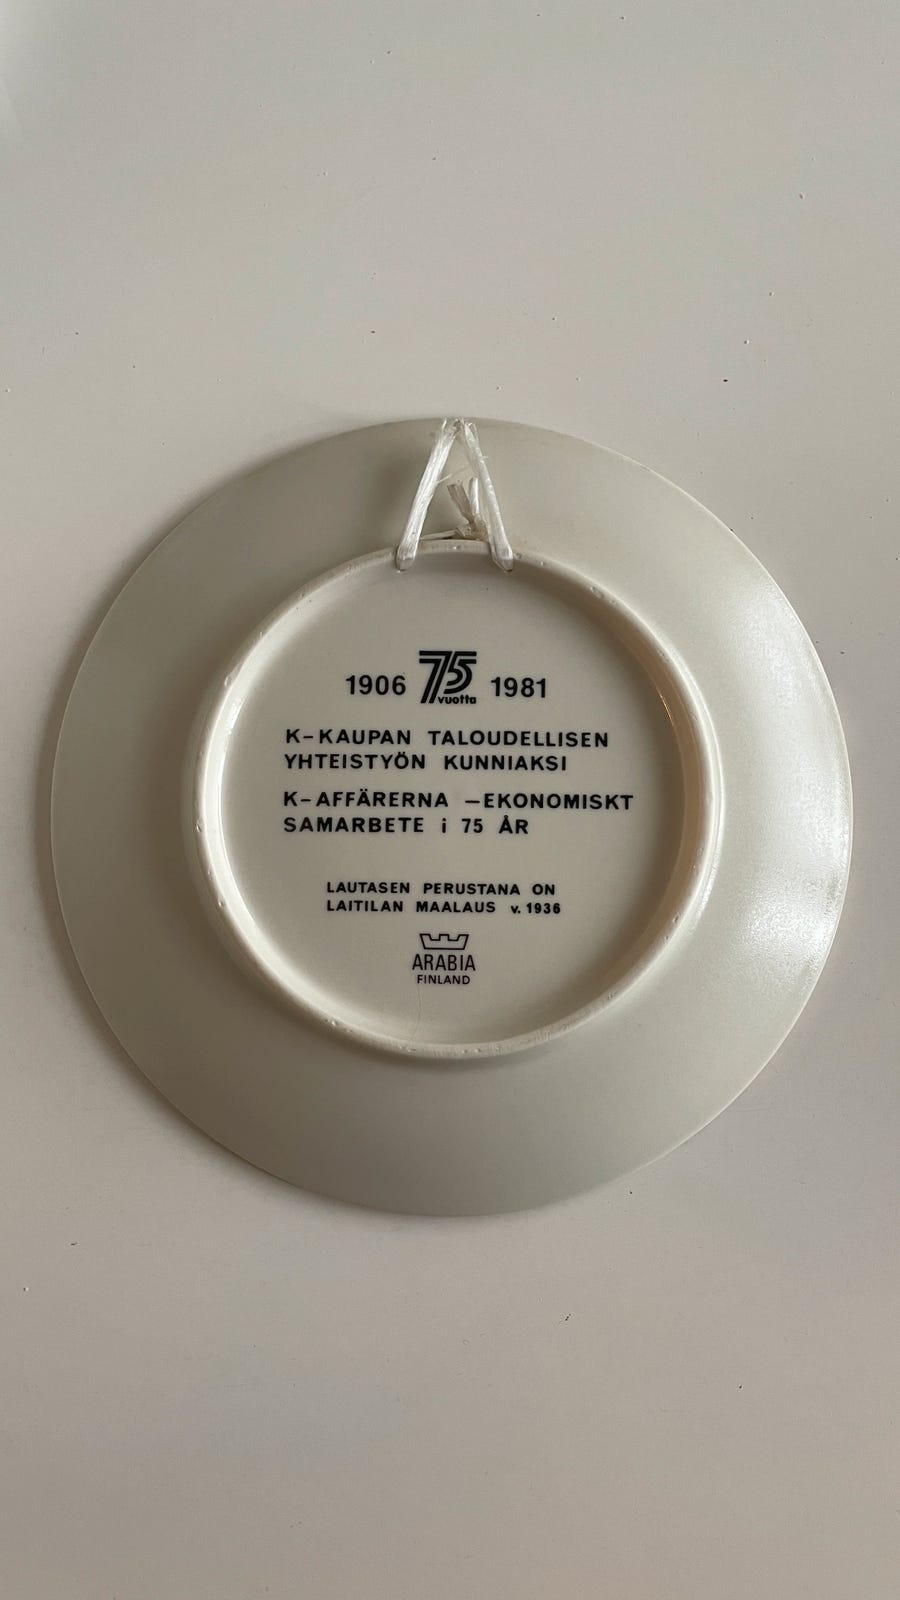 1906 75 vuotta 1981
K-KAUPAN TALOUDELLISEN
YHTEISTYÖN KUNNIAKSI
K-AFFÄRERNA -EKONOMISKT
SAMARBETE i 75 ÅR
LAUTASEN PERUSTANA ON
LAITILAN MAALAUS v. 1936
ARABIA
FINLAND